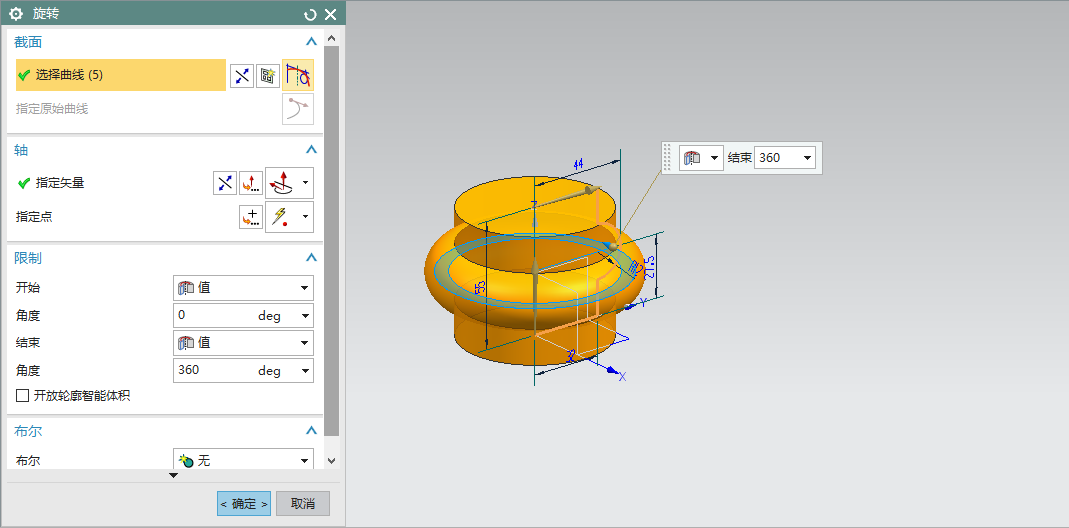 旋转
截面
选择曲线 (5)
指定原始曲线
轴
指定矢量
指定点
限制
开始
值
角度
0
deg
结束
值
角度
360
deg
开放轮廓智能体积
布尔
布尔
无
< 确定 >
取消
结束
360
44
Z
55
21.5
Y
X